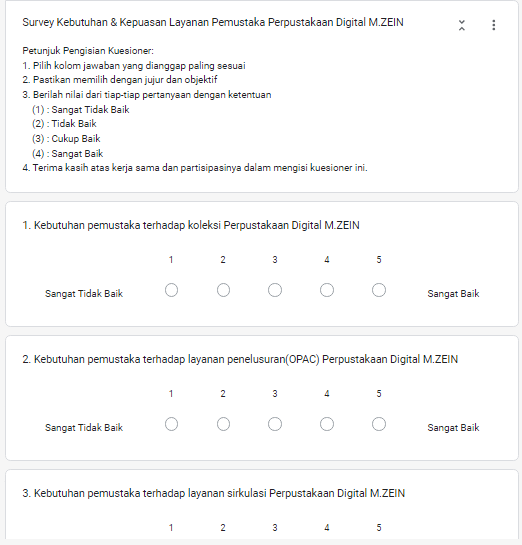 Survey Kebutuhan & Kepuasan Layanan Pemustaka Perpustakaan Digital M.ZEIN
Petunjuk Pengisian Kuesioner:
1. Pilih kolom jawaban yang dianggap paling sesuai
2. Pastikan memilih dengan jujur dan objektif
3. Berilah nilai dari tiap-tiap pertanyaan dengan ketentuan
(1) : Sangat Tidak Baik
(2) : Tidak Baik
(3) : Cukup Baik
(4) : Sangat Baik
4. Terima kasih atas kerja sama dan partisipasinya dalam mengisi kuesioner ini.
1. Kebutuhan pemustaka terhadap koleksi Perpustakaan Digital M.ZEIN
1 2 3 4 5
Sangat Tidak Baik Sangat Baik
2. Kebutuhan pemustaka terhadap layanan penelusuran(OPAC) Perpustakaan Digital M.ZEIN
1 2 3 4 5
Sangat Tidak Baik Sangat Baik
3. Kebutuhan pemustaka terhadap layanan sirkulasi Perpustakaan Digital M.ZEIN
1 2 3 4 5